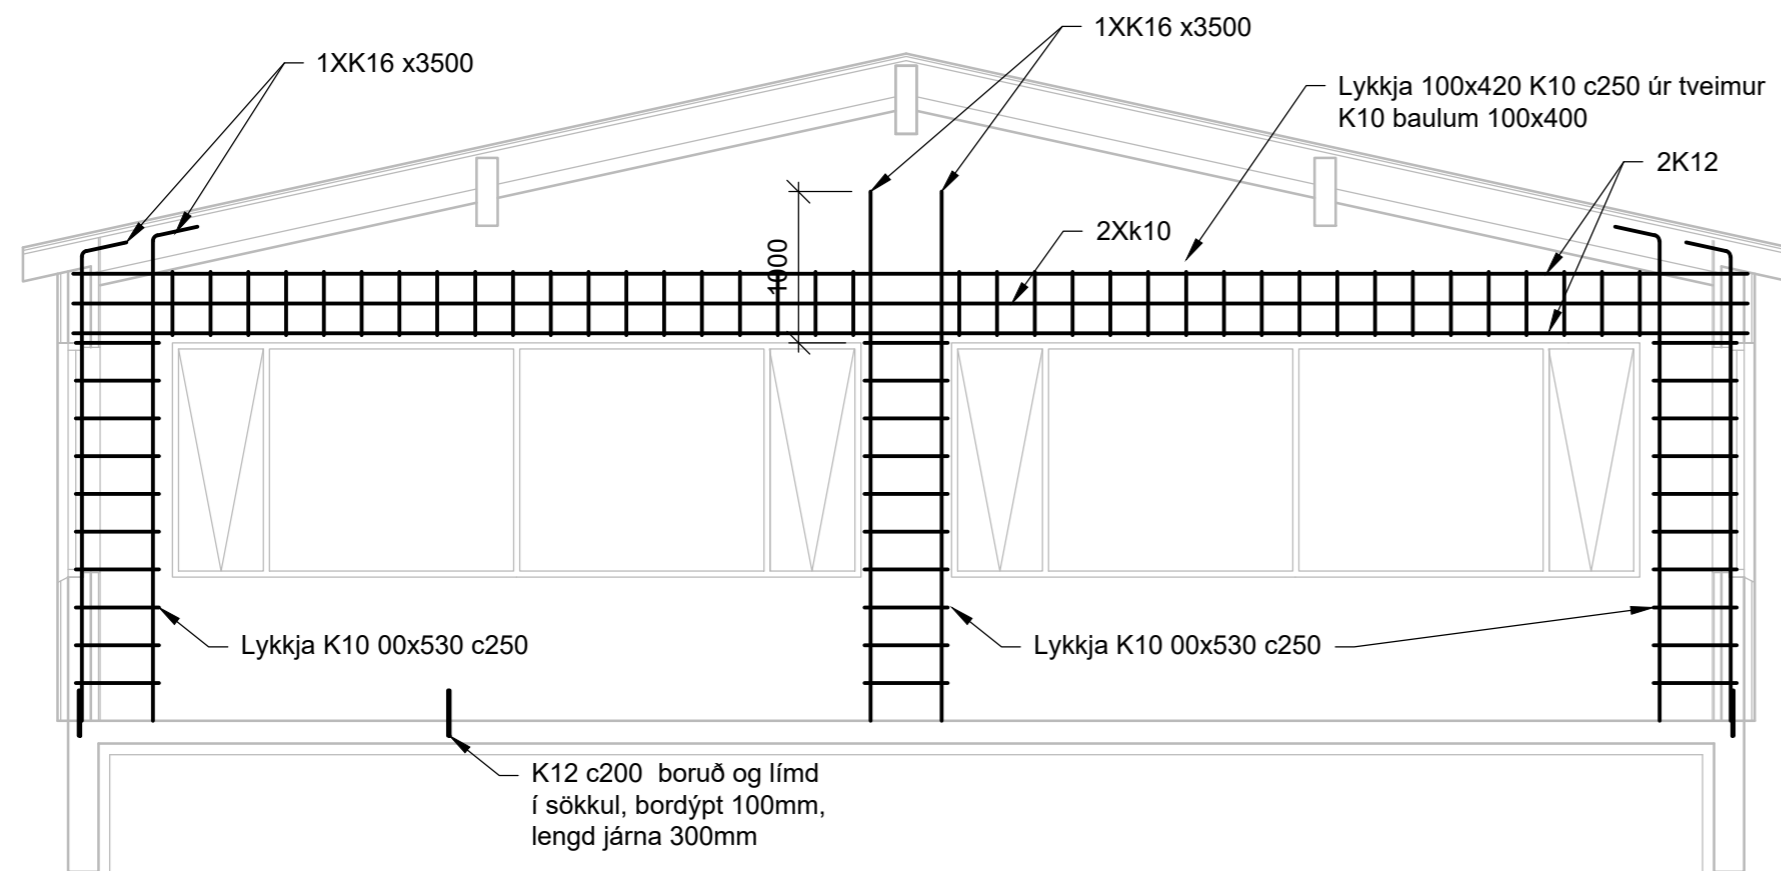 1XK16 x3500
1XK16 x3500
Lykkja 100x420 K10 c250 úr tveimur
K10 baulum 100x400
2K12
2Xk10
1000
Lykkja K10 00x530 c250
Lykkja K10 00x530 c250
K12 c200  boruð og límd
í sökkul, bordýpt 100mm,
lengd járna 300mm